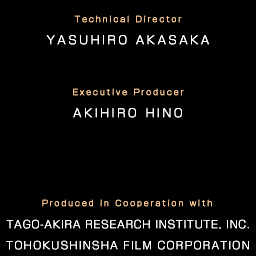 Technical Director
YASUHIRO AKASAKA
Executive Producer
AKIHIRO HINO
Produced in Cooperation with
TAGO-AKIRA RESEARCH INSTITUTE, INC.
TOHOKUSHINSHA FILM CORPORATION